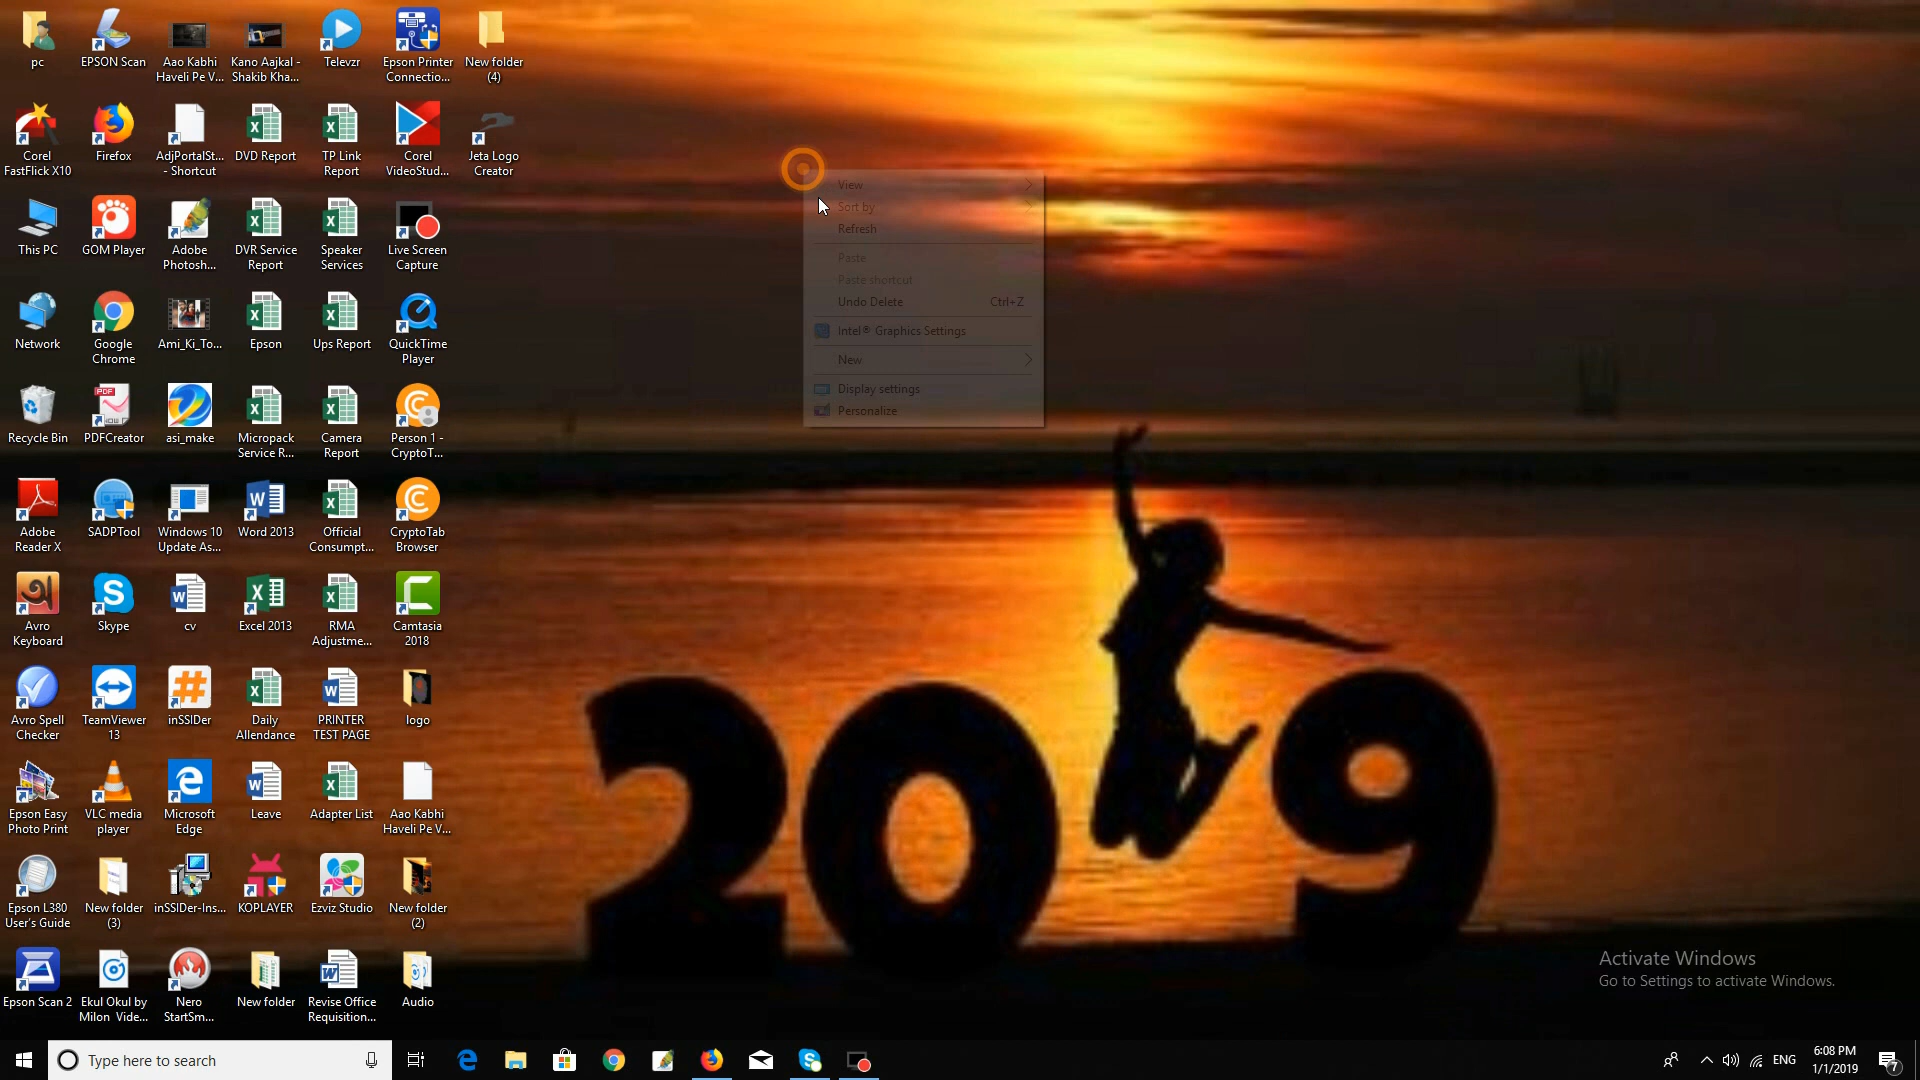 pc
EPSON Scan
Aao Kabhi
Haveli Pe V...
Kano Aajkal -
Shakib Kha...
Televzr
Epson Printer
Connectio...
New folder
(4)
Corel
FastFlick X10
Firefox
AdjPortalSt...
- Shortcut
DVD Report
TP Link
Report
Corel
VideoStud...
Jeta Logo
Creator
This PC
GOM Player
Adobe
Photosh...
DVR Service
Report
Speaker
Services
Live Screen
Capture
Network
Google
Chrome
Ami_Ki_To...
Epson
Ups Report
QuickTime
Player
Recycle Bin
PDFCreator
asi_make
Micropack
Service R...
Camera
Report
Person 1 -
CryptoT...
Adobe
Reader X
SADPTool
Windows 10
Update As...
Word 2013
Official
Consumpt...
CryptoTab
Browser
Avro
Keyboard
Skype
cv
Excel 2013
RMA
Adjustme...
Camtasia
2018
Avro Spell
Checker
TeamViewer
13
inSSIDer
Daily
Allendance
PRINTER
TEST PAGE
logo
Epson Easy
Photo Print
VLC media
player
Microsoft
Edge
Leave
Adapter List
Aao Kabhi
Haveli Pe V...
Epson L380
User's Guide
New folder
(3)
inSSIDer-Ins...
KOPLAYER
Ezviz Studio
New folder
(2)
Epson Scan 2
Ekul Okul by
Milon Vide...
Nero
StartSm...
New folder
Revise Office
Requisition...
Audio
View
Sort by
Refresh
Paste
Paste shortcut
Undo Delete Ctrl+Z
Intel® Graphics Settings
New
Display settings
Personalize
2019
Activate Windows
Go to Settings to activate Windows.
Type here to search
ENG
6:08 PM
1/1/2019
7